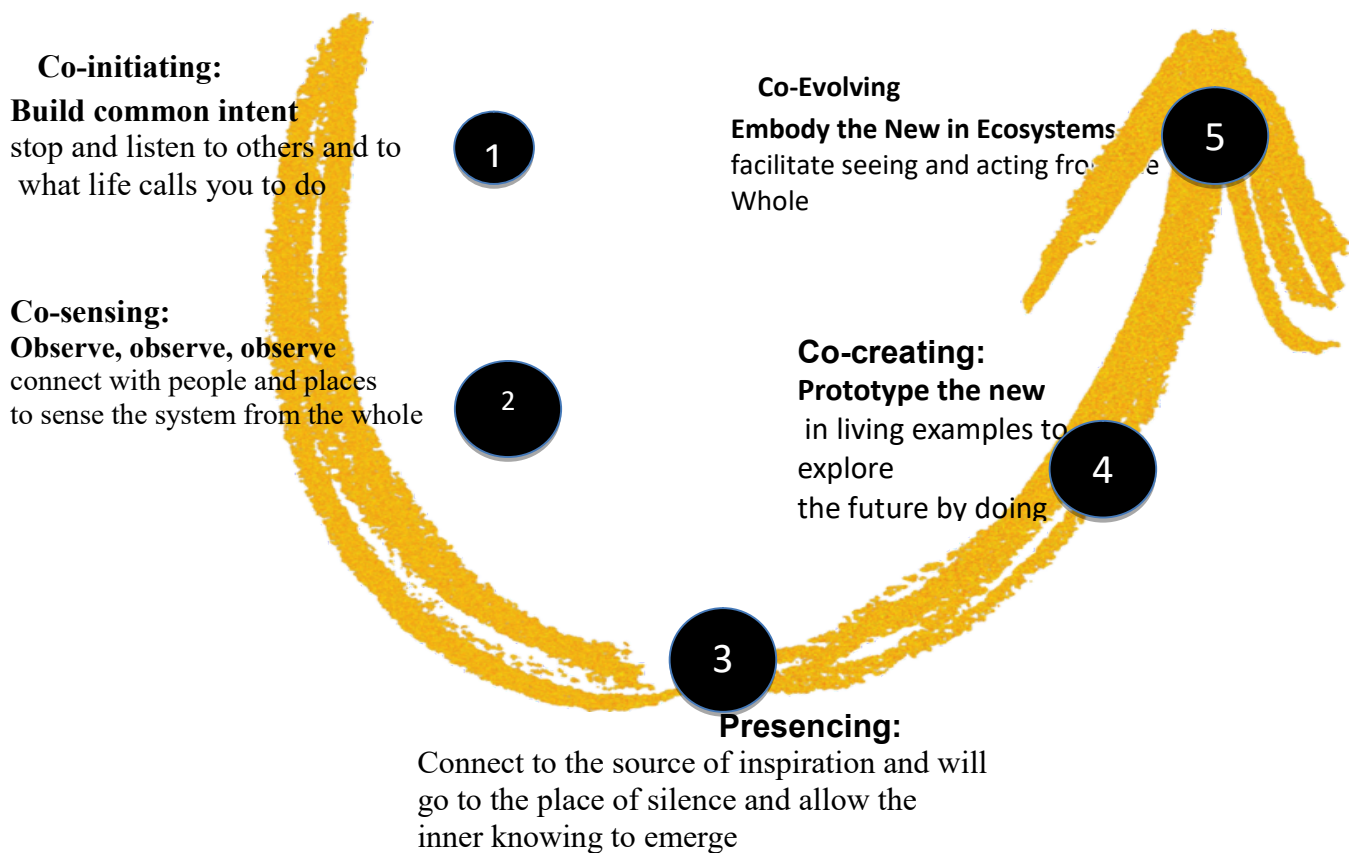 Co-initiating:
Build common intent
stop and listen to others and to
what life calls you to do
1
Co-sensing:
Observe, observe, observe
connect with people and places
to sense the system from the whole
2
3
Presencing:
Connect to the source of inspiration and will
go to the place of silence and allow the
inner knowing to emerge
Co-creating:
Prototype the new
in living examples to
explore
the future by doing
4
Co-Evolving
Embody the New in Ecosystems
facilitate seeing and acting
Whole
5